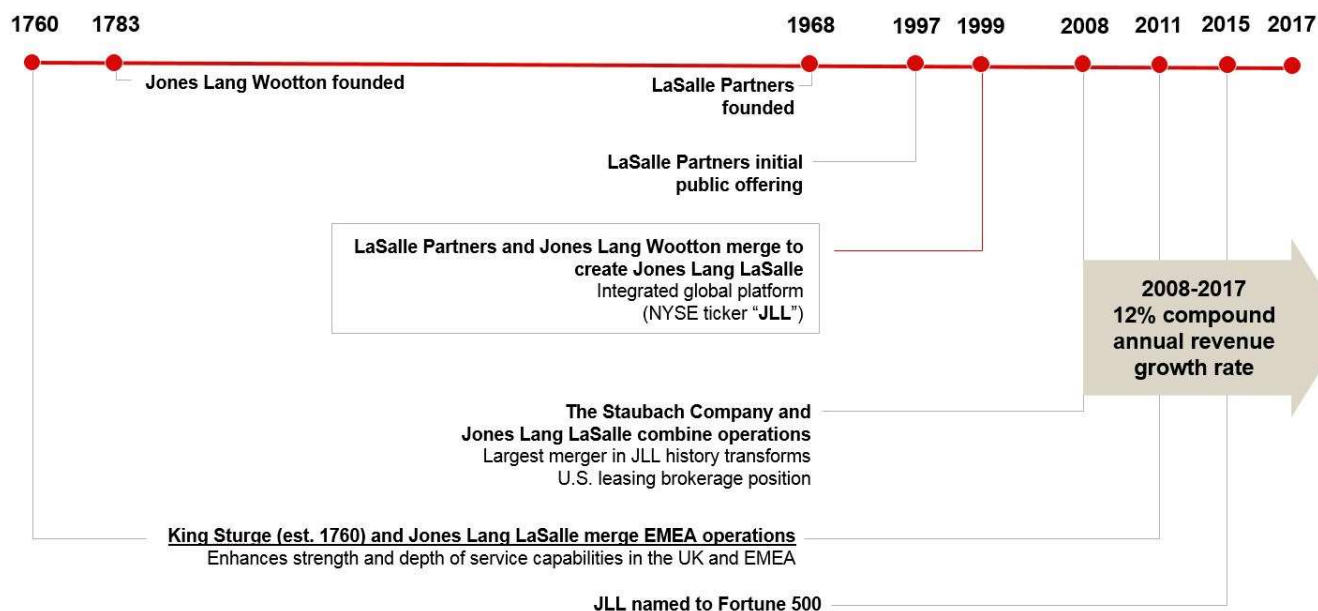 1760 1783 1968 1997 1999 2008 2011 2015 2017
Jones Lang Wootton founded
LaSalle Partners
founded
LaSalle Partners initial
public offering
LaSalle Partners and Jones Lang Wootton merge to
create Jones Lang LaSalle
Integrated global platform
(NYSE ticker “JLL”)
2008-2017
12% compound
annual revenue
growth rate
The Staubach Company and
Jones Lang LaSalle combine operations
Largest merger in JLL history transforms
U.S. leasing brokerage position
King Sturge (est. 1760) and Jones Lang LaSalle merge EMEA operations
Enhances strength and depth of service capabilities in the UK and EMEA
JLL named to Fortune 500